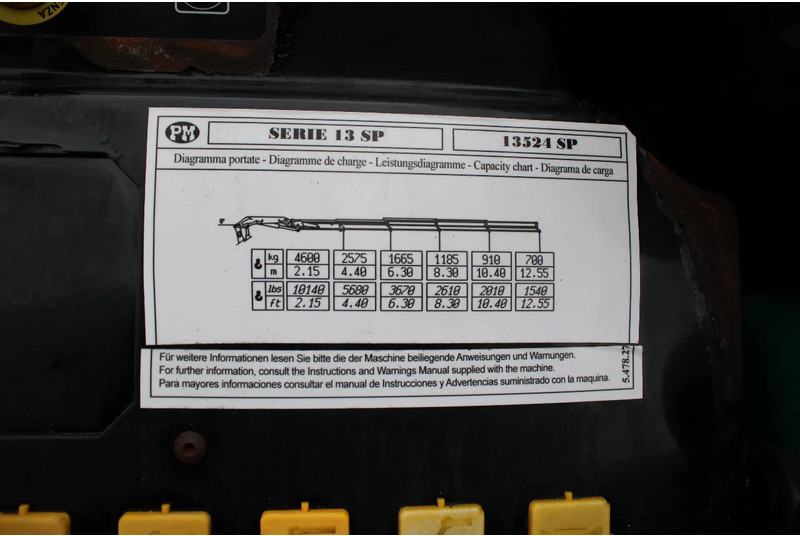 ENZA
PM
SERIE 13 SP
13524 SP
Diagramma portate - Diagramme de charge - Leistungsdiagramme - Capacity chart - Diagrama de carga
kg 4600 2575 1665 1185 910 700
m 2.15 4.40 6.30 8.30 10.40 12.55
lbs 10140 5680 3670 2610 2010 1540
ft 2.15 4.40 6.30 8.30 10.40 12.55
Für weitere Informationen lesen Sie bitte die der Maschine beiliegende Anweisungen und Warnungen.
For further information, consult the Instructions and Warnings Manual supplied with the machine.
Para mayores informaciones consultar el manual de Instrucciones y Advertencias suministrado con la maquina.
5.478.27